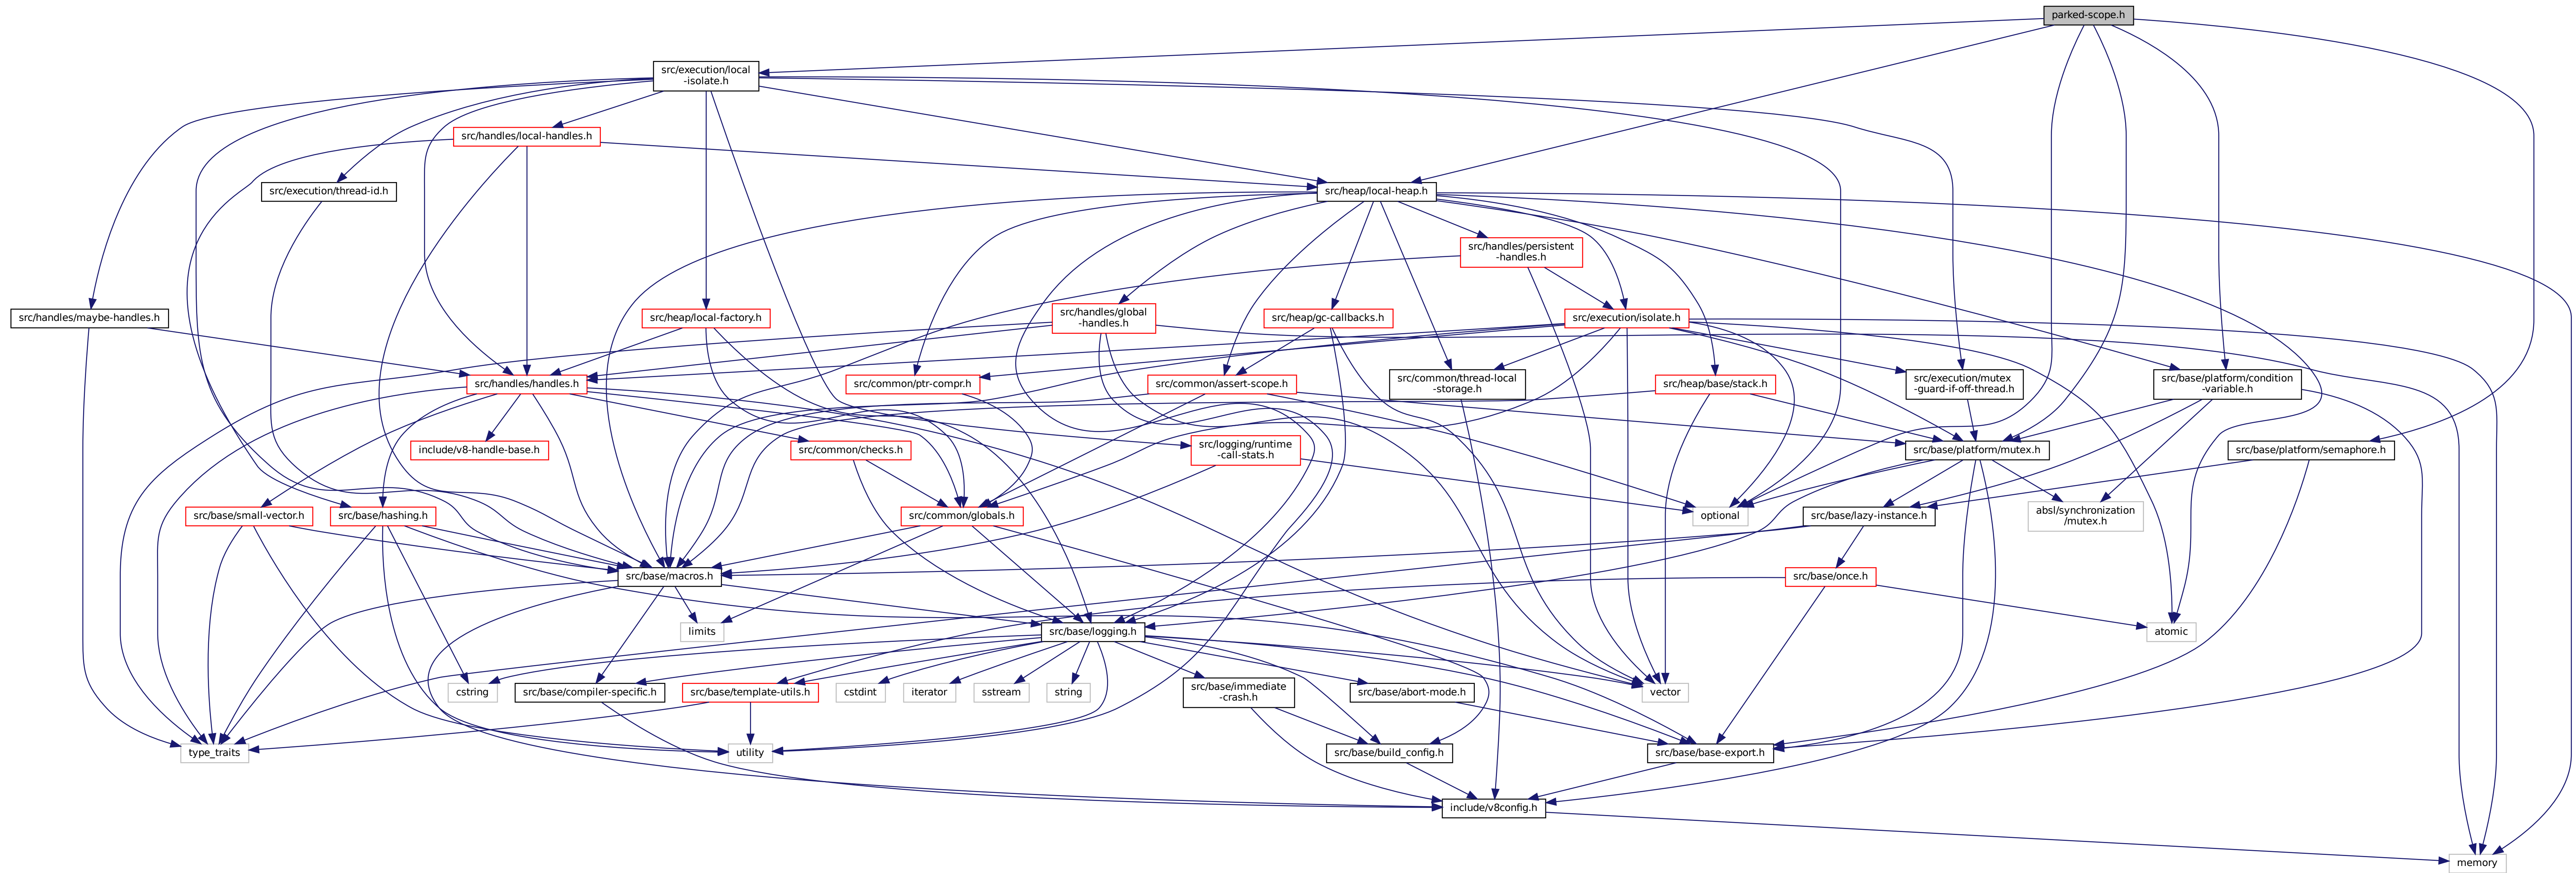 parked-scope.h
src/execution/local
-isolate.h
src/handles/local-handles.h
src/execution/thread-id.h
src/heap/local-heap.h
src/handles/persistent
-handles.h
src/handles/maybe-handles.h
src/heap/local-factory.h
src/handles/global
-handles.h
src/heap/gc-callbacks.h
src/execution/isolate.h
src/handles/handles.h
src/common/ptr-compr.h
src/common/assert-scope.h
src/common/thread-local
-storage.h
src/heap/base/stack.h
src/execution/mutex
-guard-if-off-thread.h
src/base/platform/condition
-variable.h
include/v8-handle-base.h
src/common/checks.h
src/logging/runtime
-call-stats.h
src/base/platform/mutex.h
src/base/platform/semaphore.h
src/base/small-vector.h
src/base/hashing.h
src/common/globals.h
optional
src/base/lazy-instance.h
absl/synchronization
/mutex.h
src/base/macros.h
src/base/once.h
limits
src/base/logging.h
atomic
cstring
src/base/compiler-specific.h
src/base/template-utils.h
cstdint
iterator
sstream
string
src/base/immediate
-crash.h
src/base/abort-mode.h
vector
type_traits
utility
src/base/build_config.h
src/base/base-export.h
include/v8config.h
memory